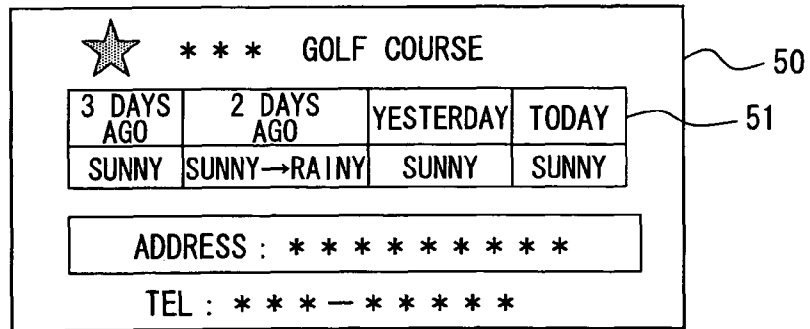 * * * GOLF COURSE
50
3 DAYS AGO 2 DAYS AGO YESTERDAY TODAY
51
SUNNY SUNNY→RAINY SUNNY SUNNY
ADDRESS : * * * * * * * * *
TEL : * * * — * * * * *